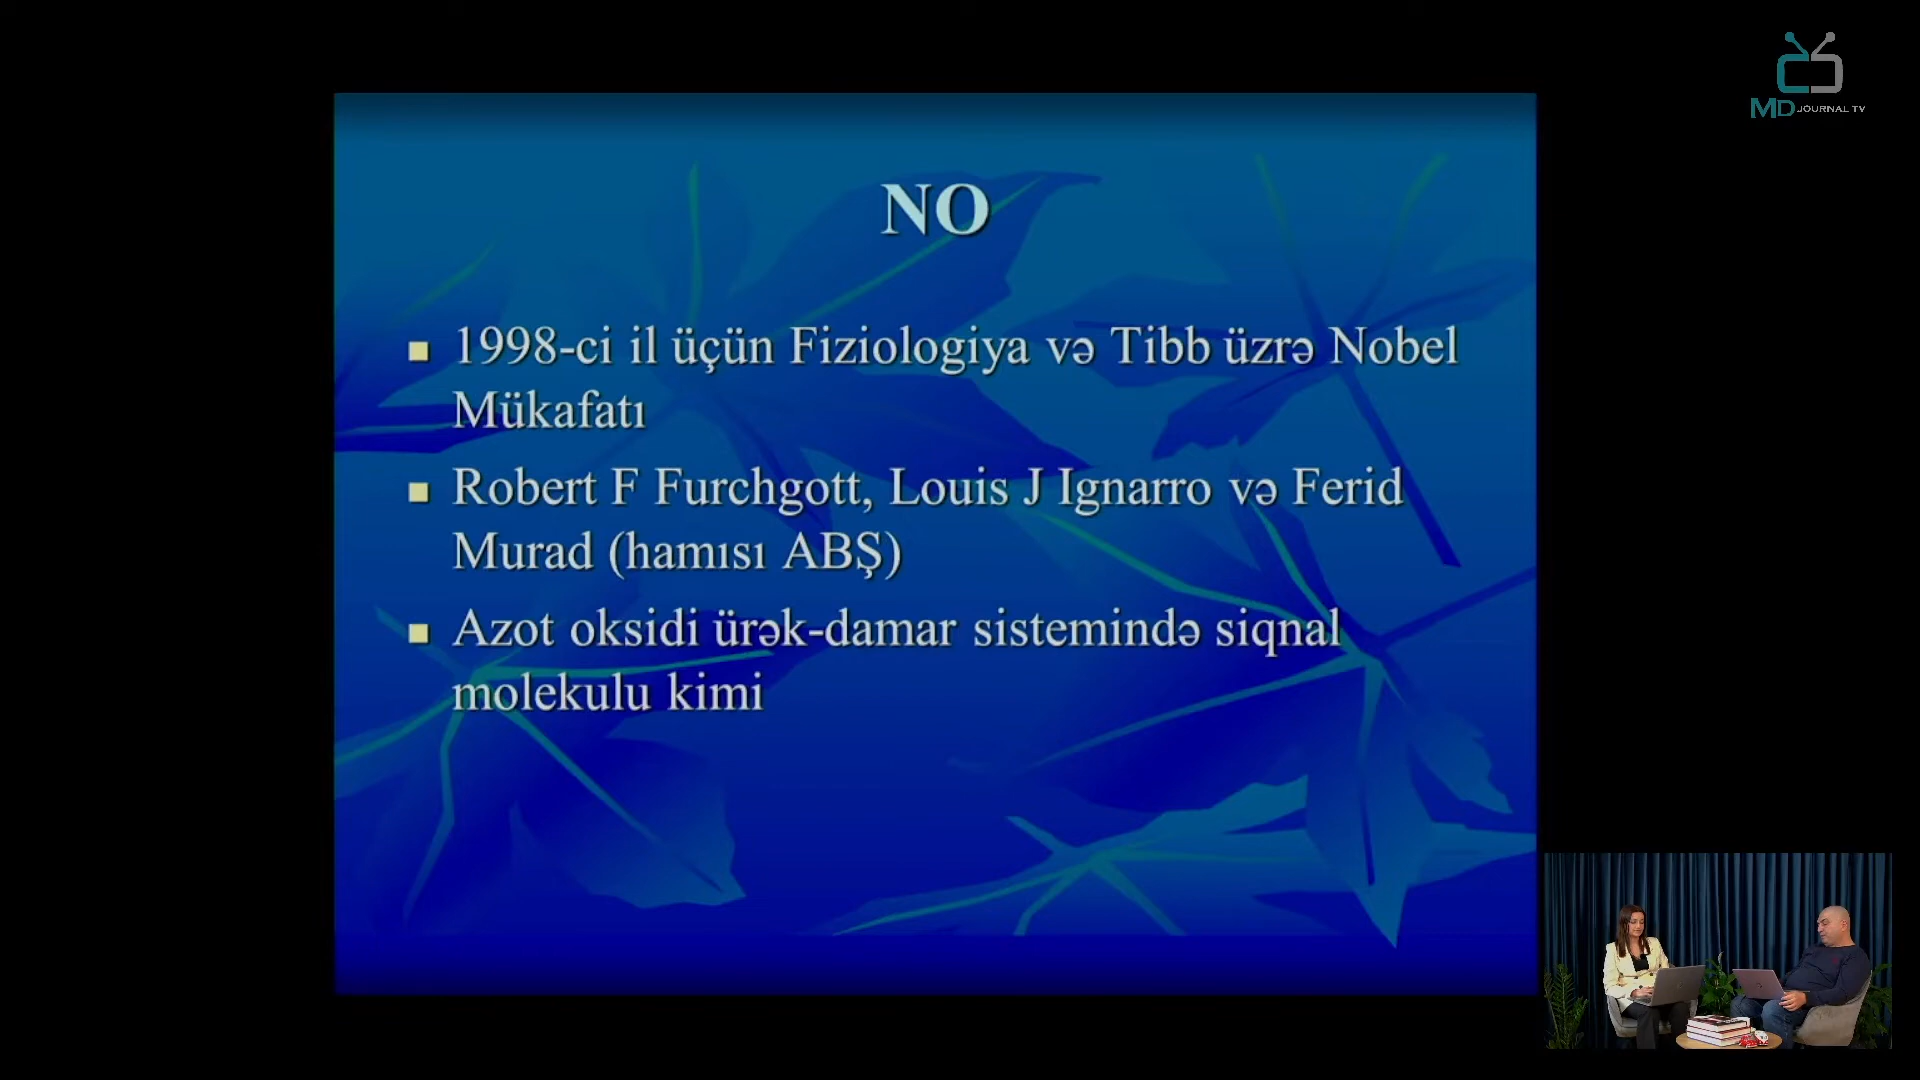 MD JOURNAL TV
NO
1998-ci il üçün Fiziologiya və Tibb üzrə Nobel
Mükafatı
Robert F Furchgott, Louis J Ignarro və Ferid
Murad (hamısı ABŞ)
Azot oksidi ürək-damar sistemində siqnal
molekulu kimi